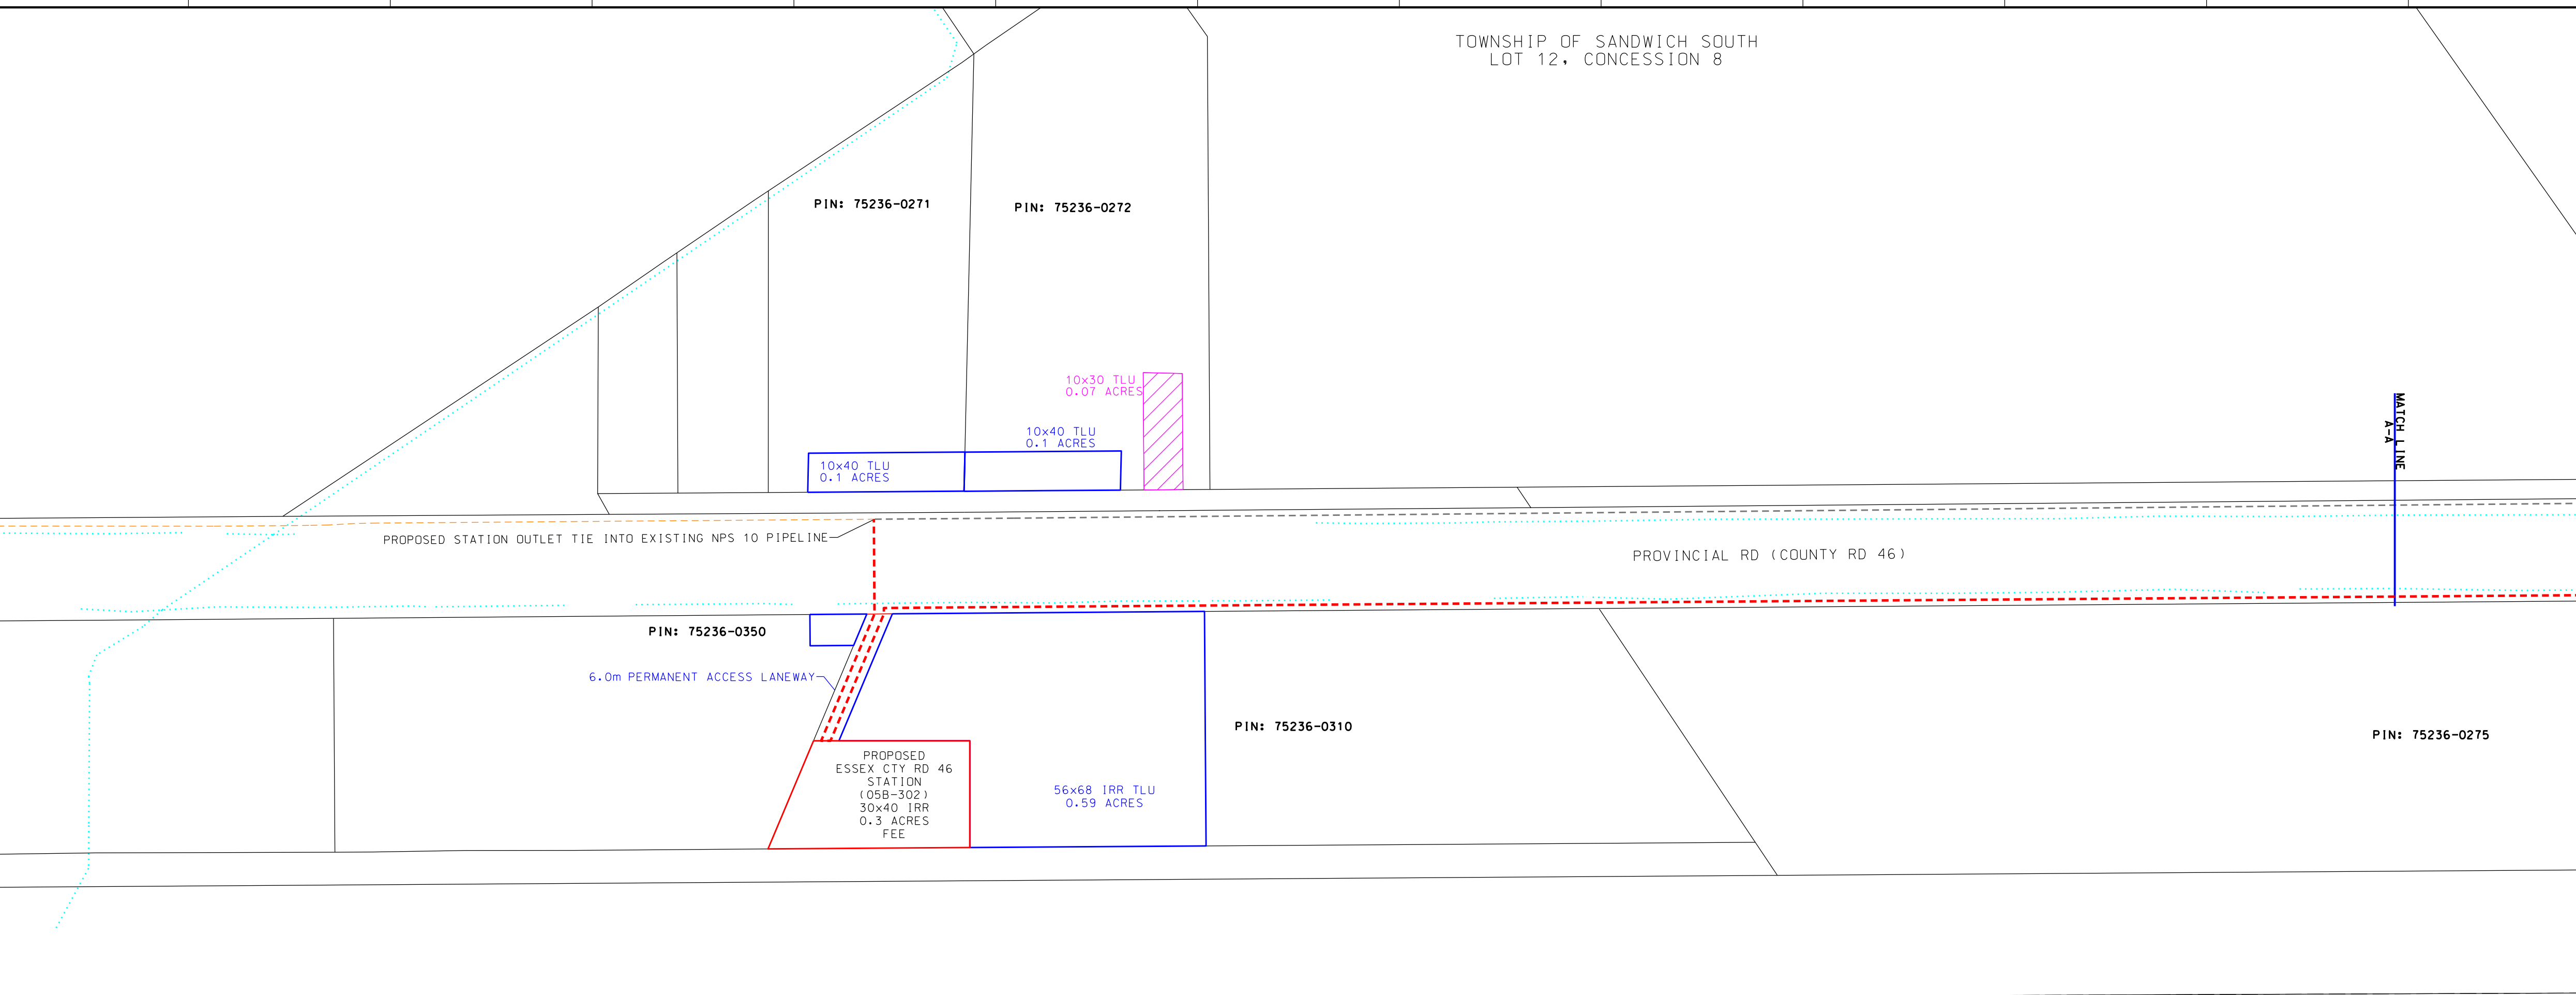 TOWNSHIP OF SANDWICH SOUTH
LOT 12, CONCESSION 8
PIN: 75236-0271
PIN: 75236-0272
10x30 TLU
0.07 ACRES
10x40 TLU
0.1 ACRES
10x40 TLU
0.1 ACRES
MATCH LINE
A-A
PROPOSED STATION OUTLET TIE INTO EXISTING NPS 10 PIPELINE
PROVINCIAL RD (COUNTY RD 46)
PIN: 75236-0350
6.0m PERMANENT ACCESS LANEWAY
PIN: 75236-0310
PIN: 75236-0275
PROPOSED
ESSEX CTY RD 46
STATION
(05B-302)
30x40 IRR
0.3 ACRES
FEE
56x68 IRR TLU
0.59 ACRES